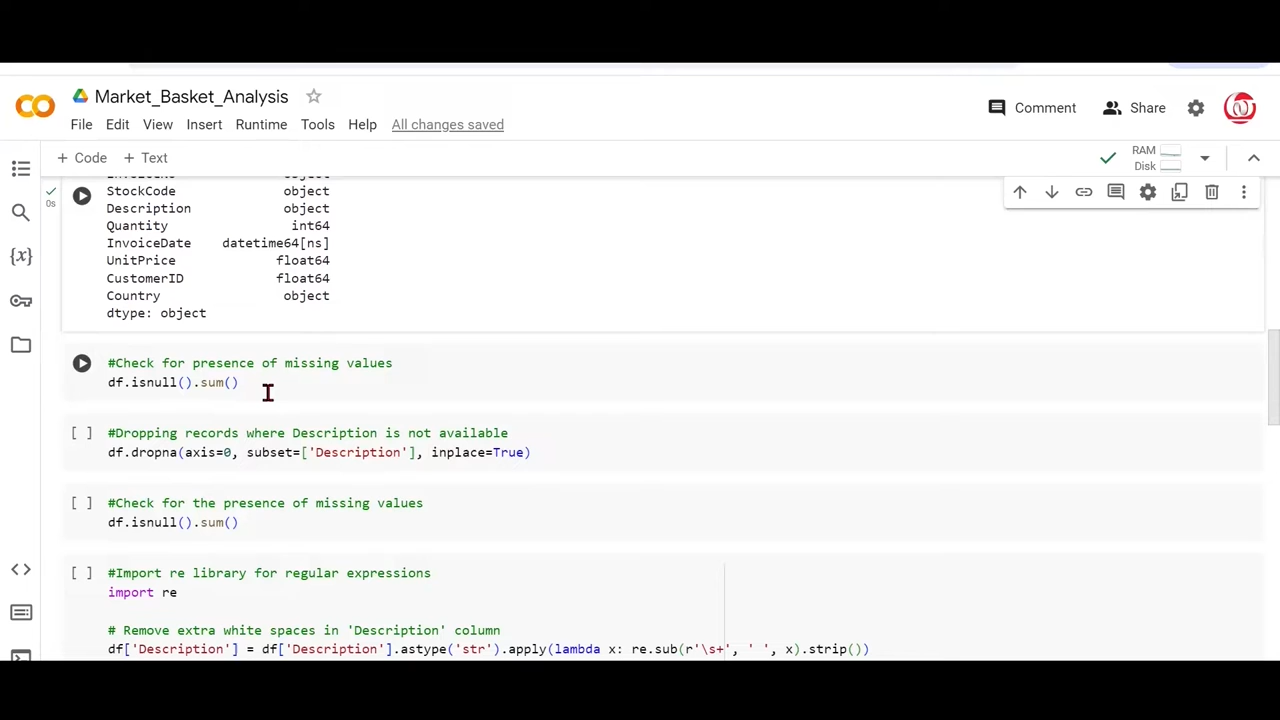 Market_Basket_Analysis
Comment
Share
File Edit View Insert Runtime Tools Help All changes saved
+ Code + Text
RAM
Disk
StockCode object
0s
Description object
Quantity int64
InvoiceDate datetime64[ns]
UnitPrice float64
CustomerID float64
Country object
dtype: object
#Check for presence of missing values
df.isnull().sum()
[ ] #Dropping records where Description is not available
df.dropna(axis=0, subset=['Description'], inplace=True)
[ ] #Check for the presence of missing values
df.isnull().sum()
[ ] #Import re library for regular expressions
import re
# Remove extra white spaces in 'Description' column
df['Description'] = df['Description'].astype('str').apply(lambda x: re.sub(r'\s+', ' ', x).strip())